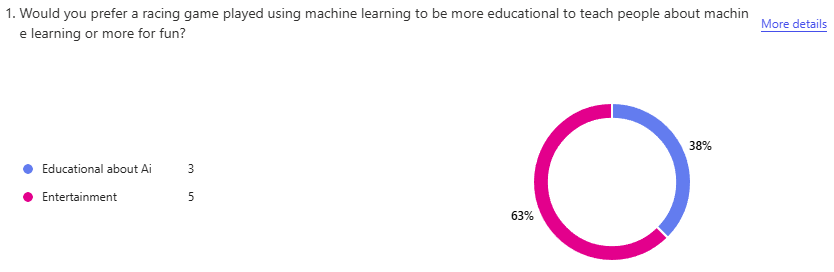 1. Would you prefer a racing game played using machine learning to be more educational to teach people about machin
e learning or more for fun?
More details
38%
Educational about Ai 3
Entertainment 5
63%